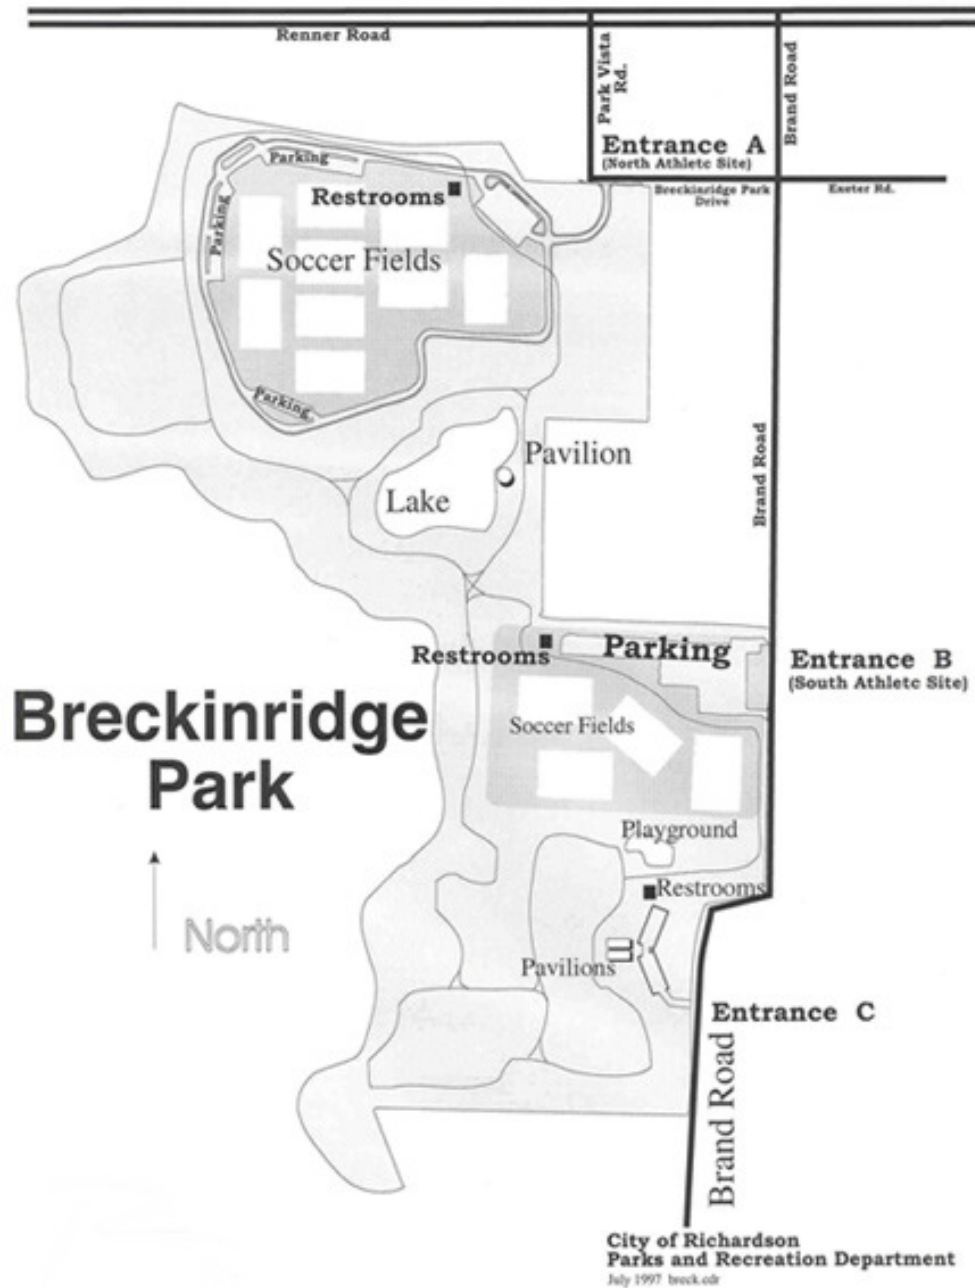 Renner Road
Park Vista
Rd.
Brand Road
Entrance A
(North Athletc Site)
Breckinridge Park
Drive
Exeter Rd.
Parking
Restrooms
Parking
Soccer Fields
Parking
Pavilion
Lake
Brand Road
Restrooms
Parking
Entrance B
(South Athletc Site)
Breckinridge
Park
Soccer Fields
Playground
Restrooms
North
Pavilions
Entrance C
Brand Road
City of Richardson
Parks and Recreation Department
July 1997 breck.cdr